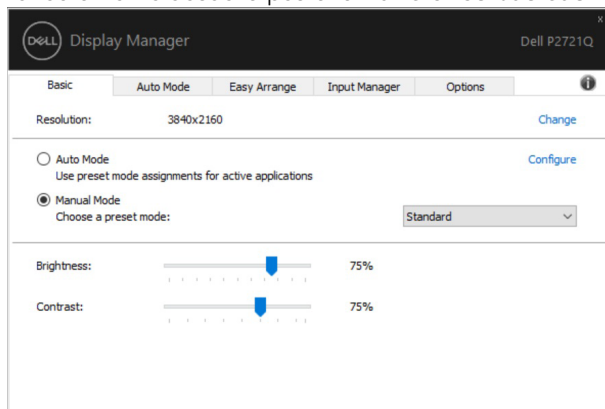 DELL Display Manager Dell P2721Q
Basic Auto Mode Easy Arrange Input Manager Options
Resolution: 3840x2160 Change
Auto Mode Configure
Use preset mode assignments for active applications
Manual Mode
Choose a preset mode: Standard
Brightness: 75%
Contrast: 75%